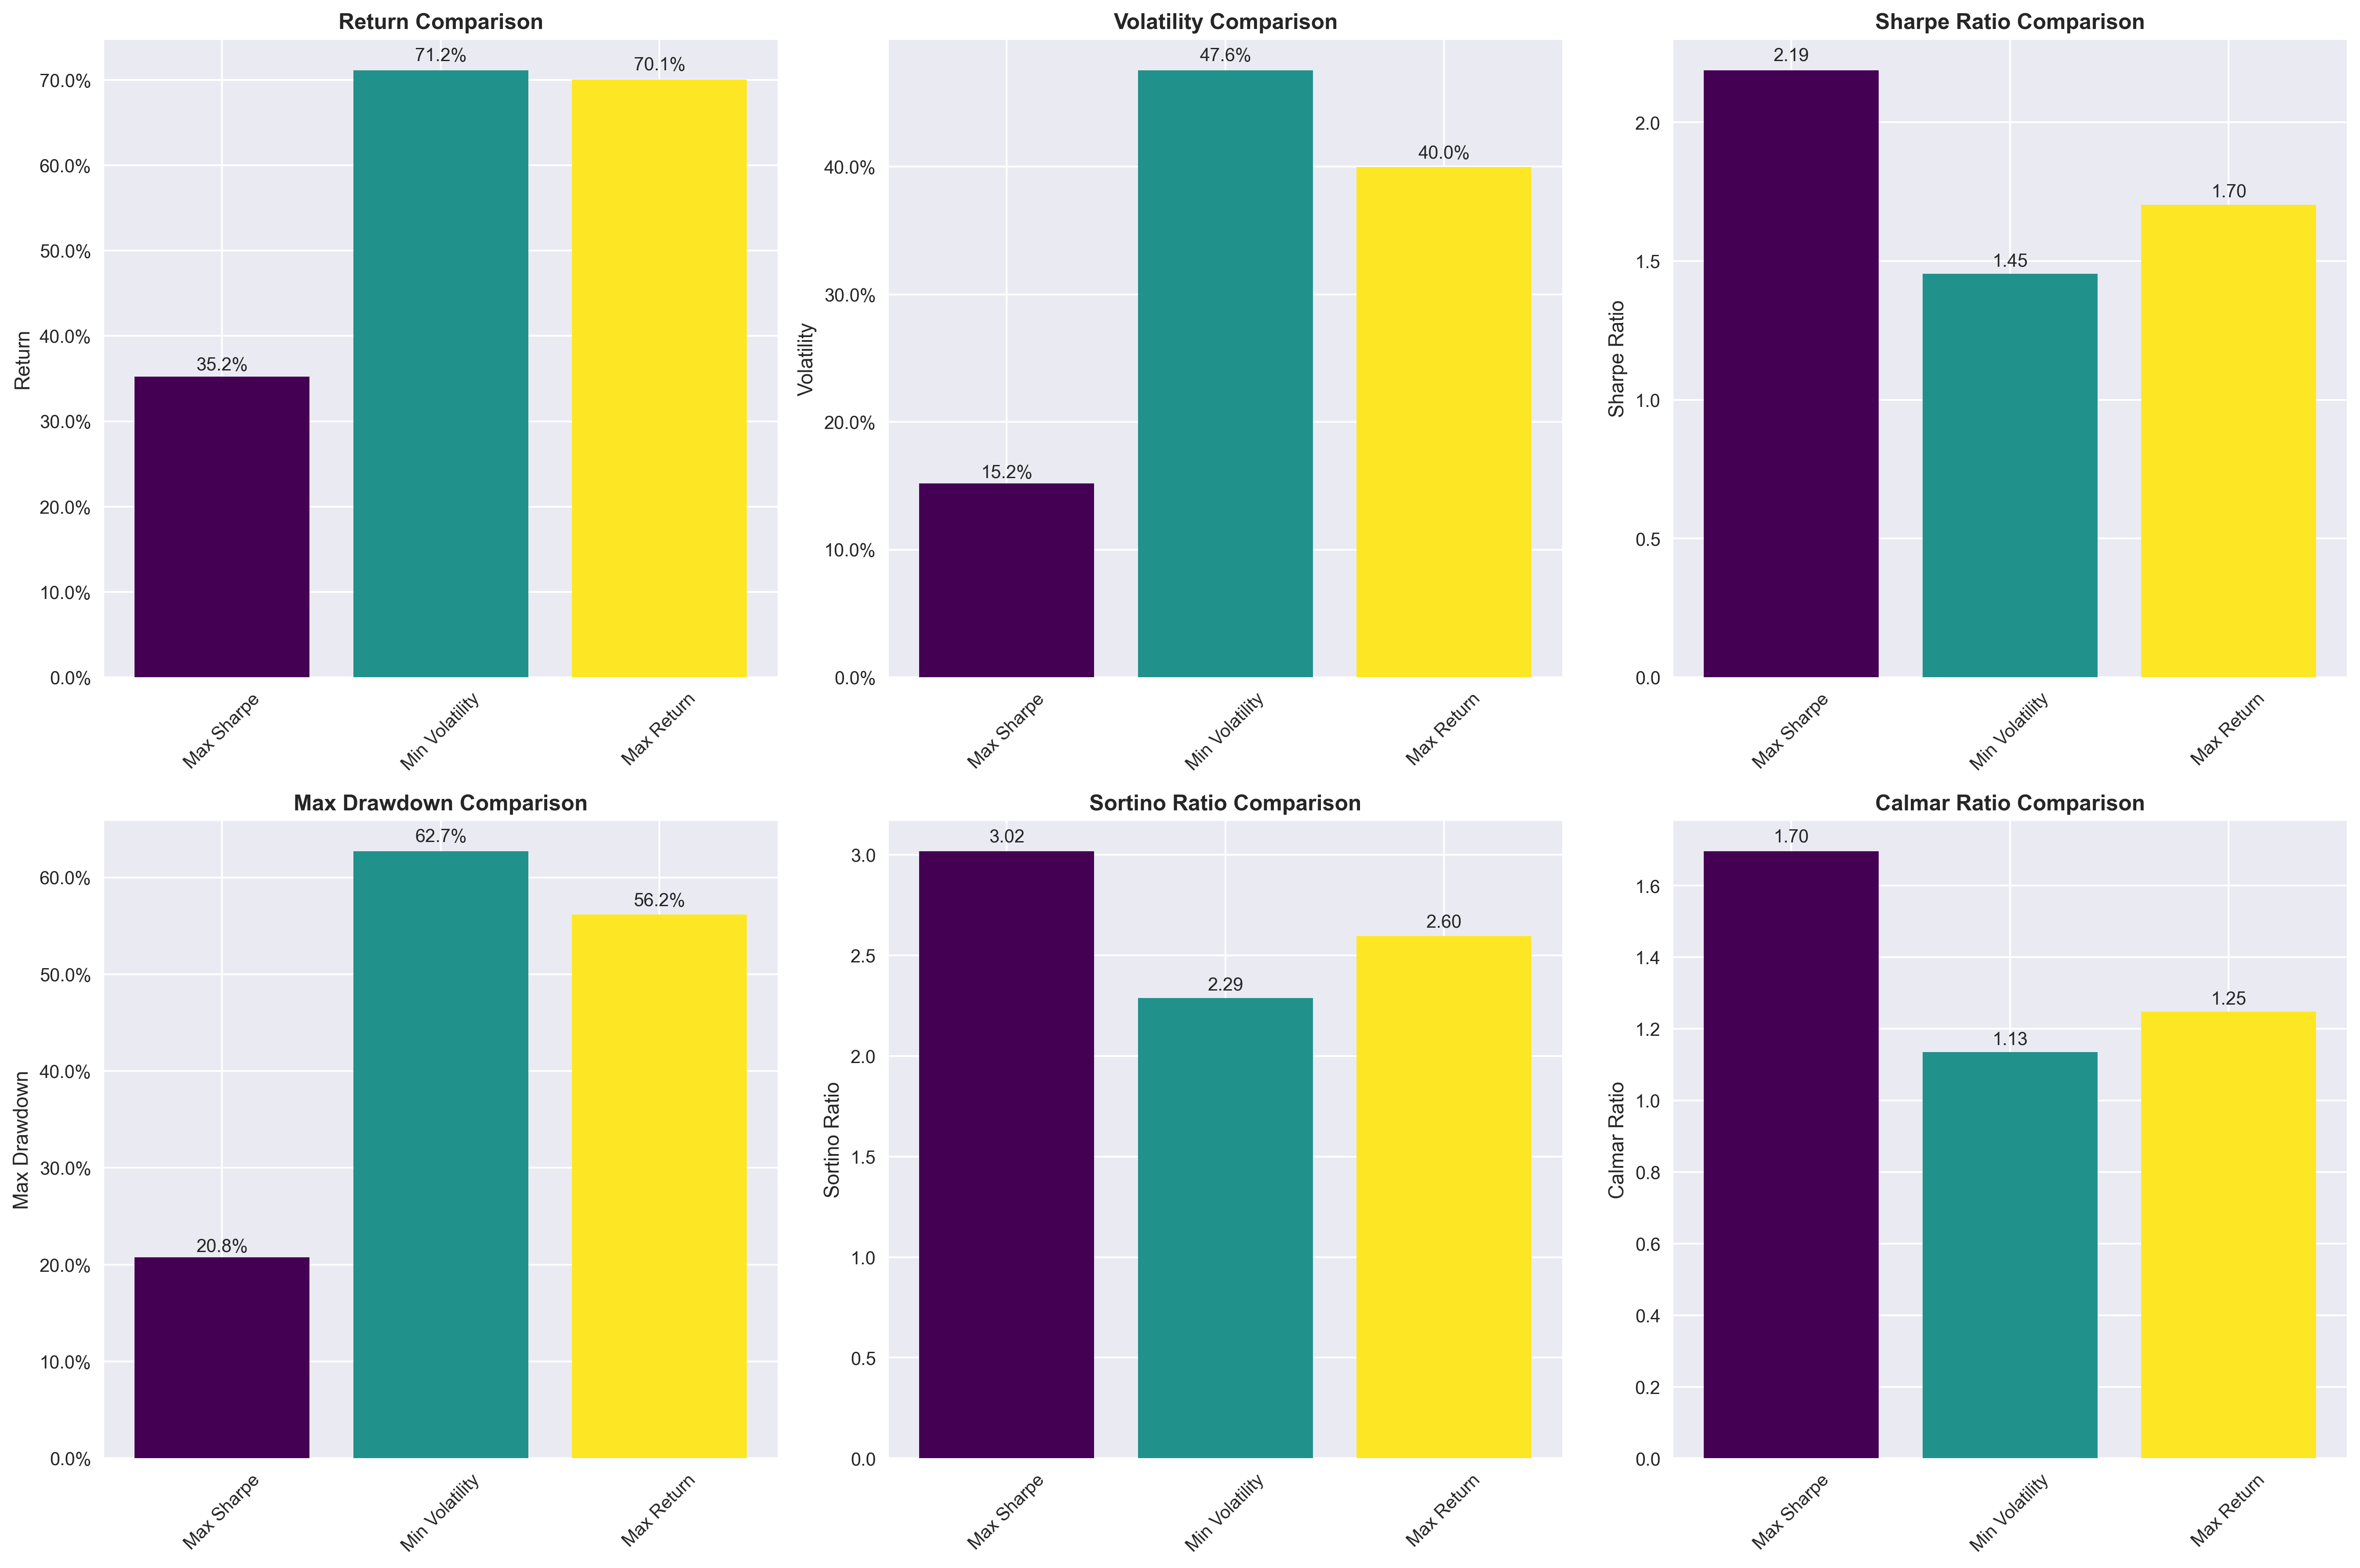 Return Comparison
Return
70.0%
60.0%
50.0%
40.0%
30.0%
20.0%
10.0%
0.0%
35.2%
71.2%
70.1%
Max Sharpe
Min Volatility
Max Return
Volatility Comparison
Volatility
40.0%
30.0%
20.0%
10.0%
0.0%
15.2%
47.6%
40.0%
Max Sharpe
Min Volatility
Max Return
Sharpe Ratio Comparison
Sharpe Ratio
2.0
1.5
1.0
0.5
0.0
2.19
1.45
1.70
Max Sharpe
Min Volatility
Max Return
Max Drawdown Comparison
Max Drawdown
60.0%
50.0%
40.0%
30.0%
20.0%
10.0%
0.0%
20.8%
62.7%
56.2%
Max Sharpe
Min Volatility
Max Return
Sortino Ratio Comparison
Sortino Ratio
3.0
2.5
2.0
1.5
1.0
0.5
0.0
3.02
2.29
2.60
Max Sharpe
Min Volatility
Max Return
Calmar Ratio Comparison
Calmar Ratio
1.6
1.4
1.2
1.0
0.8
0.6
0.4
0.2
0.0
1.70
1.13
1.25
Max Sharpe
Min Volatility
Max Return